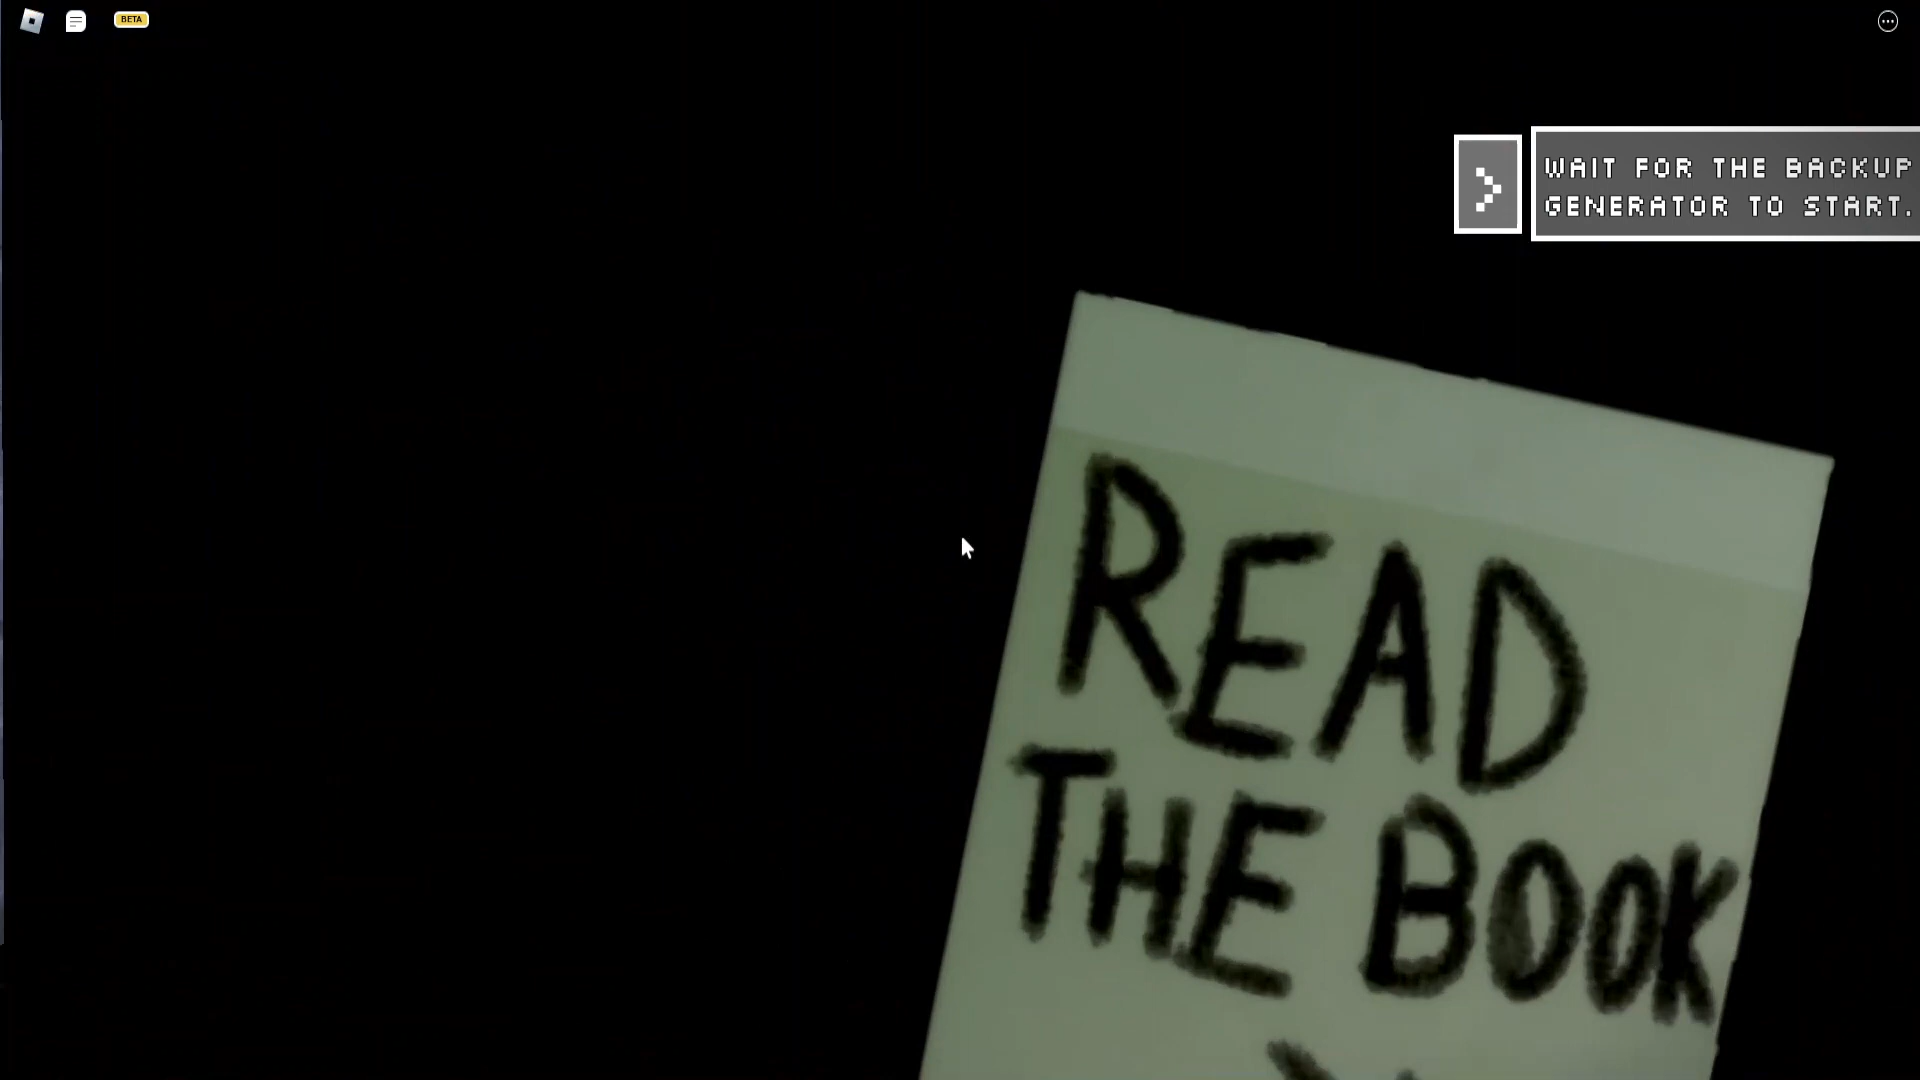 BETA
WAIT FOR THE BACKUP
GENERATOR TO START.
READ
THE BOOK